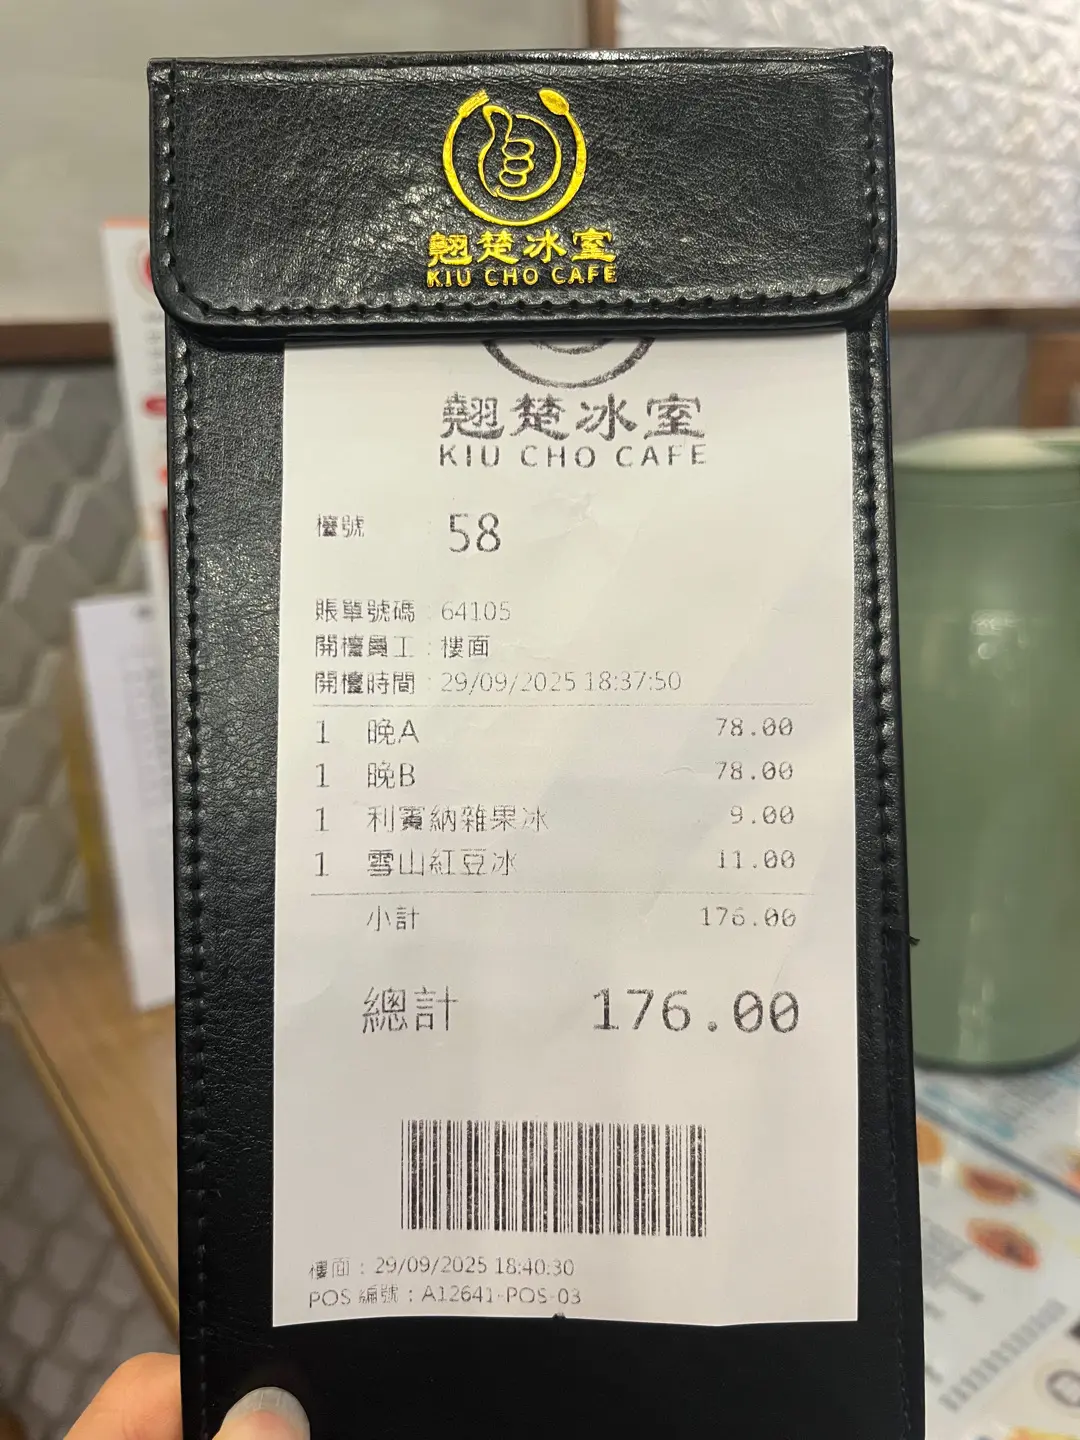 翹楚冰室
KIU CHO CAFE
翹楚冰室
KIU CHO CAFE
檯號 : 58
賬單號碼 : 64105
開檯員工 : 樓面
開檯時間 : 29/09/2025 18:37:50
1 晚A 78.00
1 晚B 78.00
1 利賓納雜果冰 9.00
1 雪山紅豆冰 11.00
小計 176.00
總計 176.00
樓面 : 29/09/2025 18:40:30
POS 編號 : A12641-POS-03